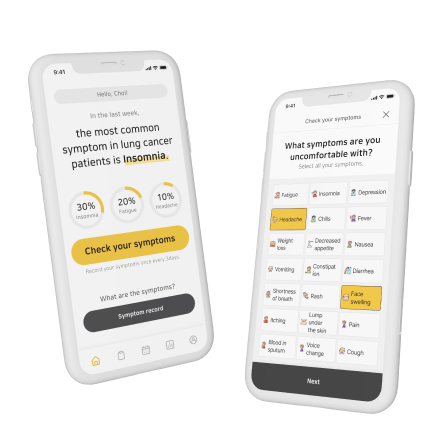 9:41
Hello, Choi!
In the last week,
the most common
symptom in lung cancer
patients is Insomnia.
30%
Insomnia
20%
Fatigue
10%
Headache
Check your symptoms
Record your symptoms once every 3days.
What are the symptoms?
Symptom record
9:41
Check your symptoms
What symptoms are you
uncomfortable with?
Select all your symptoms.
Fatigue
Insomnia
Depression
Headache
Chills
Fever
Weight
loss
Decreased
appetite
Nausea
Vomiting
Constipat
ion
Diarrhea
Shortness
of breath
Rash
Face
swelling
Itching
Lump
under
the skin
Pain
Blood in
sputum
Voice
change
Cough
Next